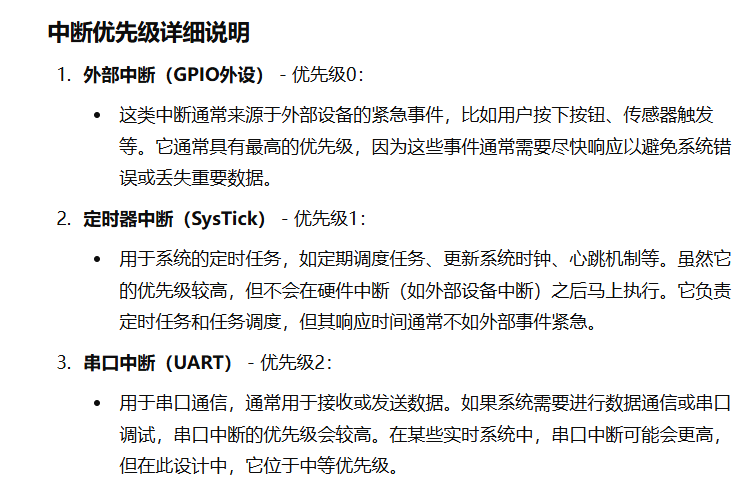 中断优先级详细说明
1. 外部中断（GPIO外设） - 优先级0：
• 这类中断通常来源于外部设备的紧急事件，比如用户按下按钮、传感器触发
等。它通常具有最高的优先级，因为这些事件通常需要尽快响应以避免系统错
误或丢失重要数据。
2. 定时器中断（SysTick） - 优先级1：
• 用于系统的定时任务，如定期调度任务、更新系统时钟、心跳机制等。虽然它
的优先级较高，但不会在硬件中断（如外部设备中断）之后马上执行。它负责
定时任务和任务调度，但其响应时间通常不如外部事件紧急。
3. 串口中断（UART） - 优先级2：
• 用于串口通信，通常用于接收或发送数据。如果系统需要进行数据通信或串口
调试，串口中断的优先级会较高。在某些实时系统中，串口中断可能会更高，
但在此设计中，它位于中等优先级。